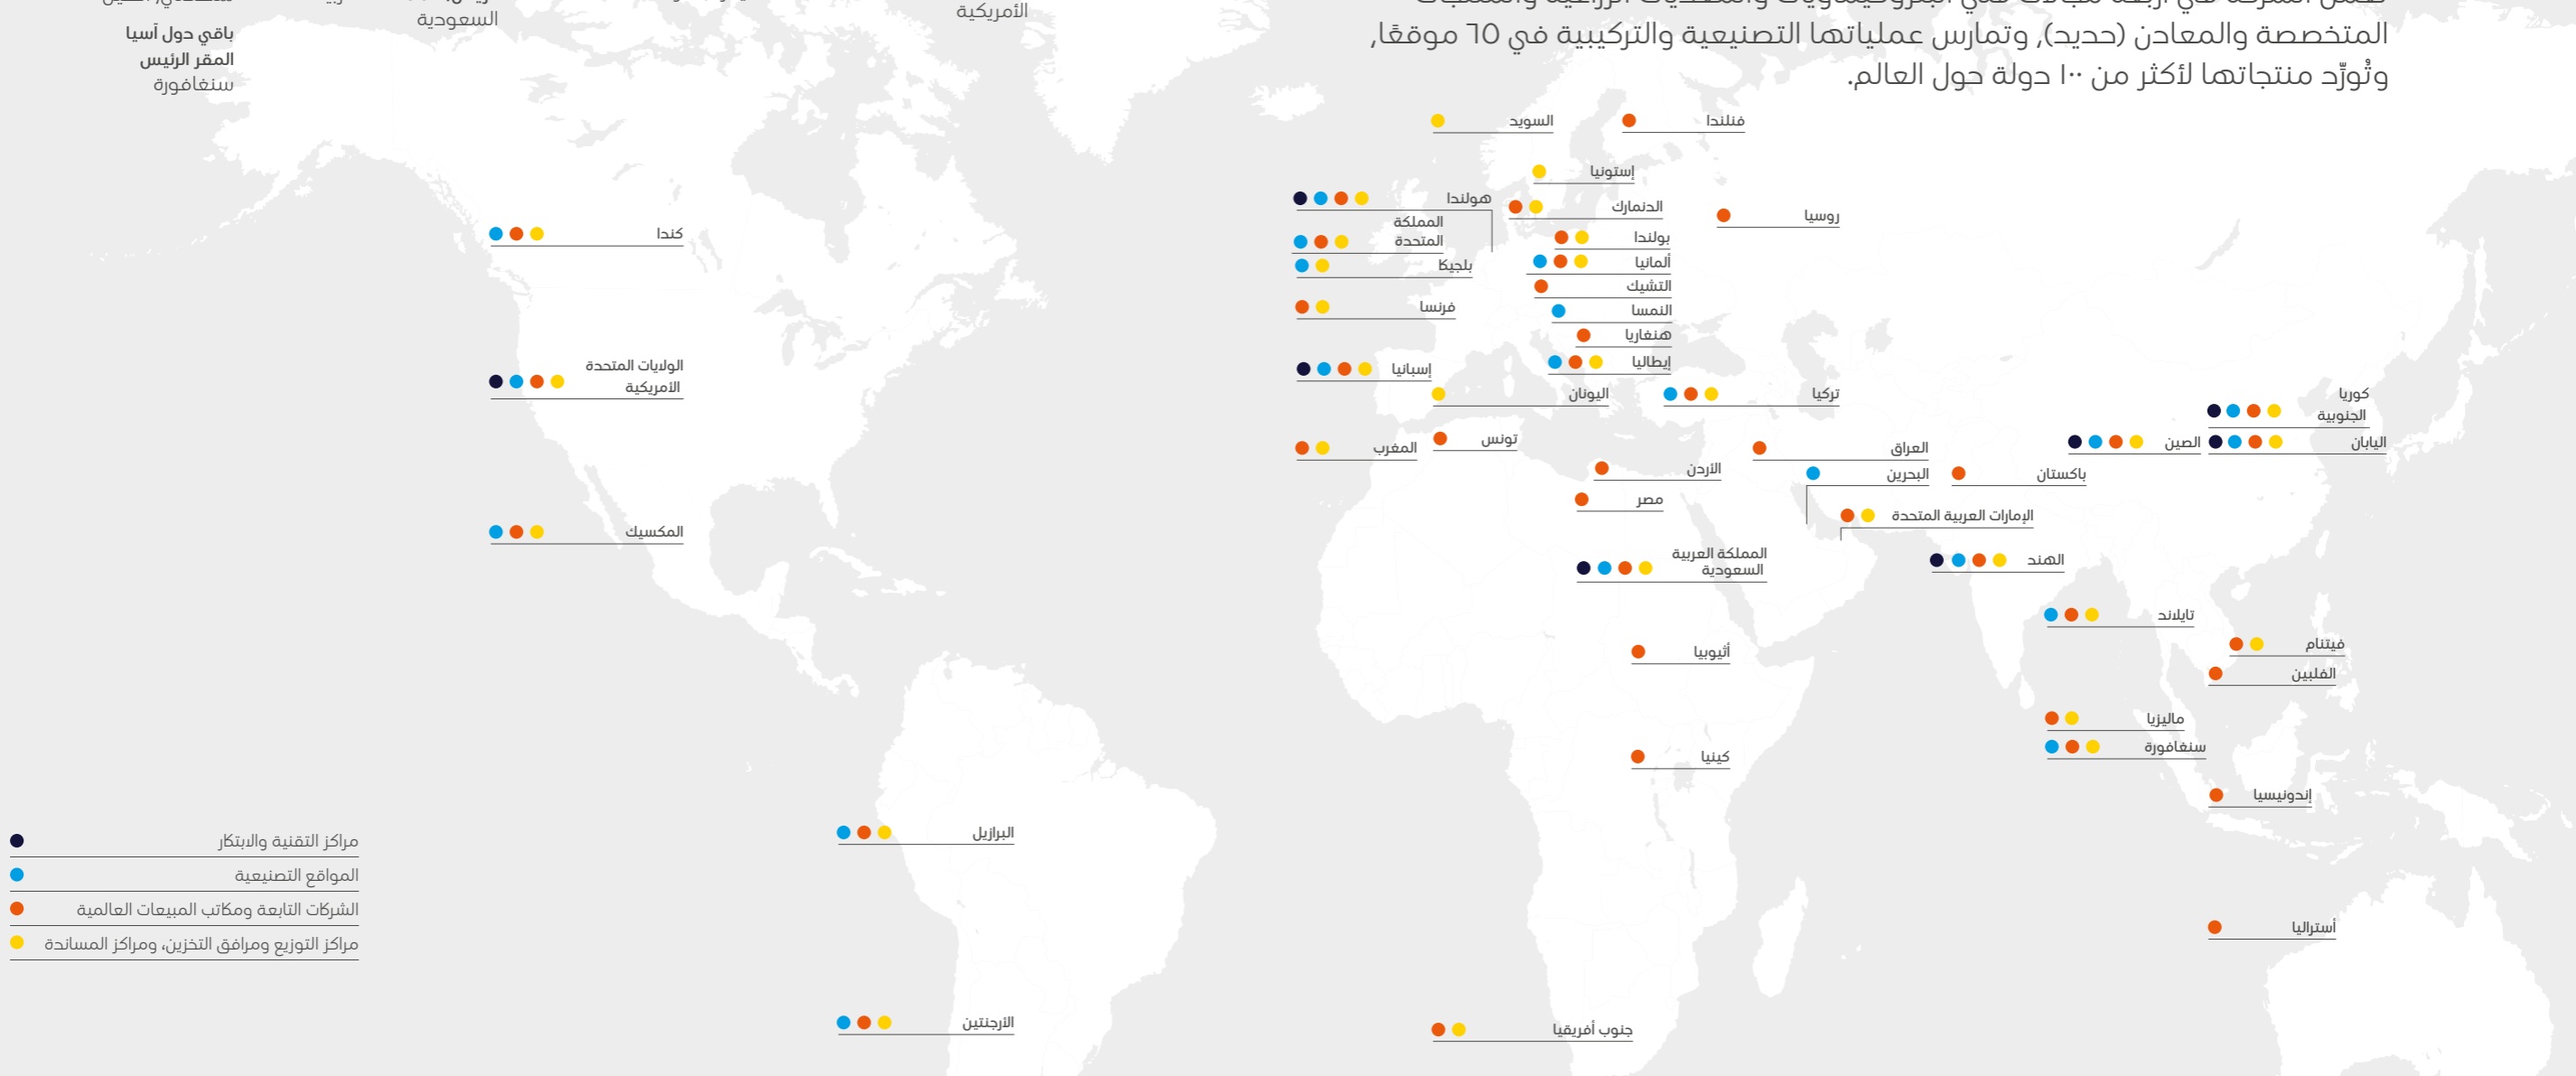 المتخصصة والمعادن (حديد)، وتمارس عملياتها التصنيعية والتركيبية في ٦٥ موقعًا،
وتُورِّد منتجاتها لأكثر من ١٠٠ دولة حول العالم.
الأمريكية
السعودية
باقي دول آسيا
المقر الرئيس
سنغافورة
فنلندا
السويد
إستونيا
هولندا
الدنمارك
روسيا
المملكة
المتحدة
بولندا
بلجيكا
ألمانيا
التشيك
فرنسا
النمسا
هنغاريا
إيطاليا
إسبانيا
اليونان
تركيا
كوريا
الجنوبية
اليابان
الصين
تونس
المغرب
العراق
الأردن
البحرين
باكستان
مصر
الإمارات العربية المتحدة
المملكة العربية
السعودية
الهند
تايلاند
فيتنام
الفلبين
أثيوبيا
ماليزيا
سنغافورة
كينيا
إندونيسيا
أستراليا
جنوب أفريقيا
كندا
الولايات المتحدة
الأمريكية
المكسيك
البرازيل
الأرجنتين
مراكز التقنية والابتكار
المواقع التصنيعية
الشركات التابعة ومكاتب المبيعات العالمية
مراكز التوزيع ومرافق التخزين، ومراكز المساندة